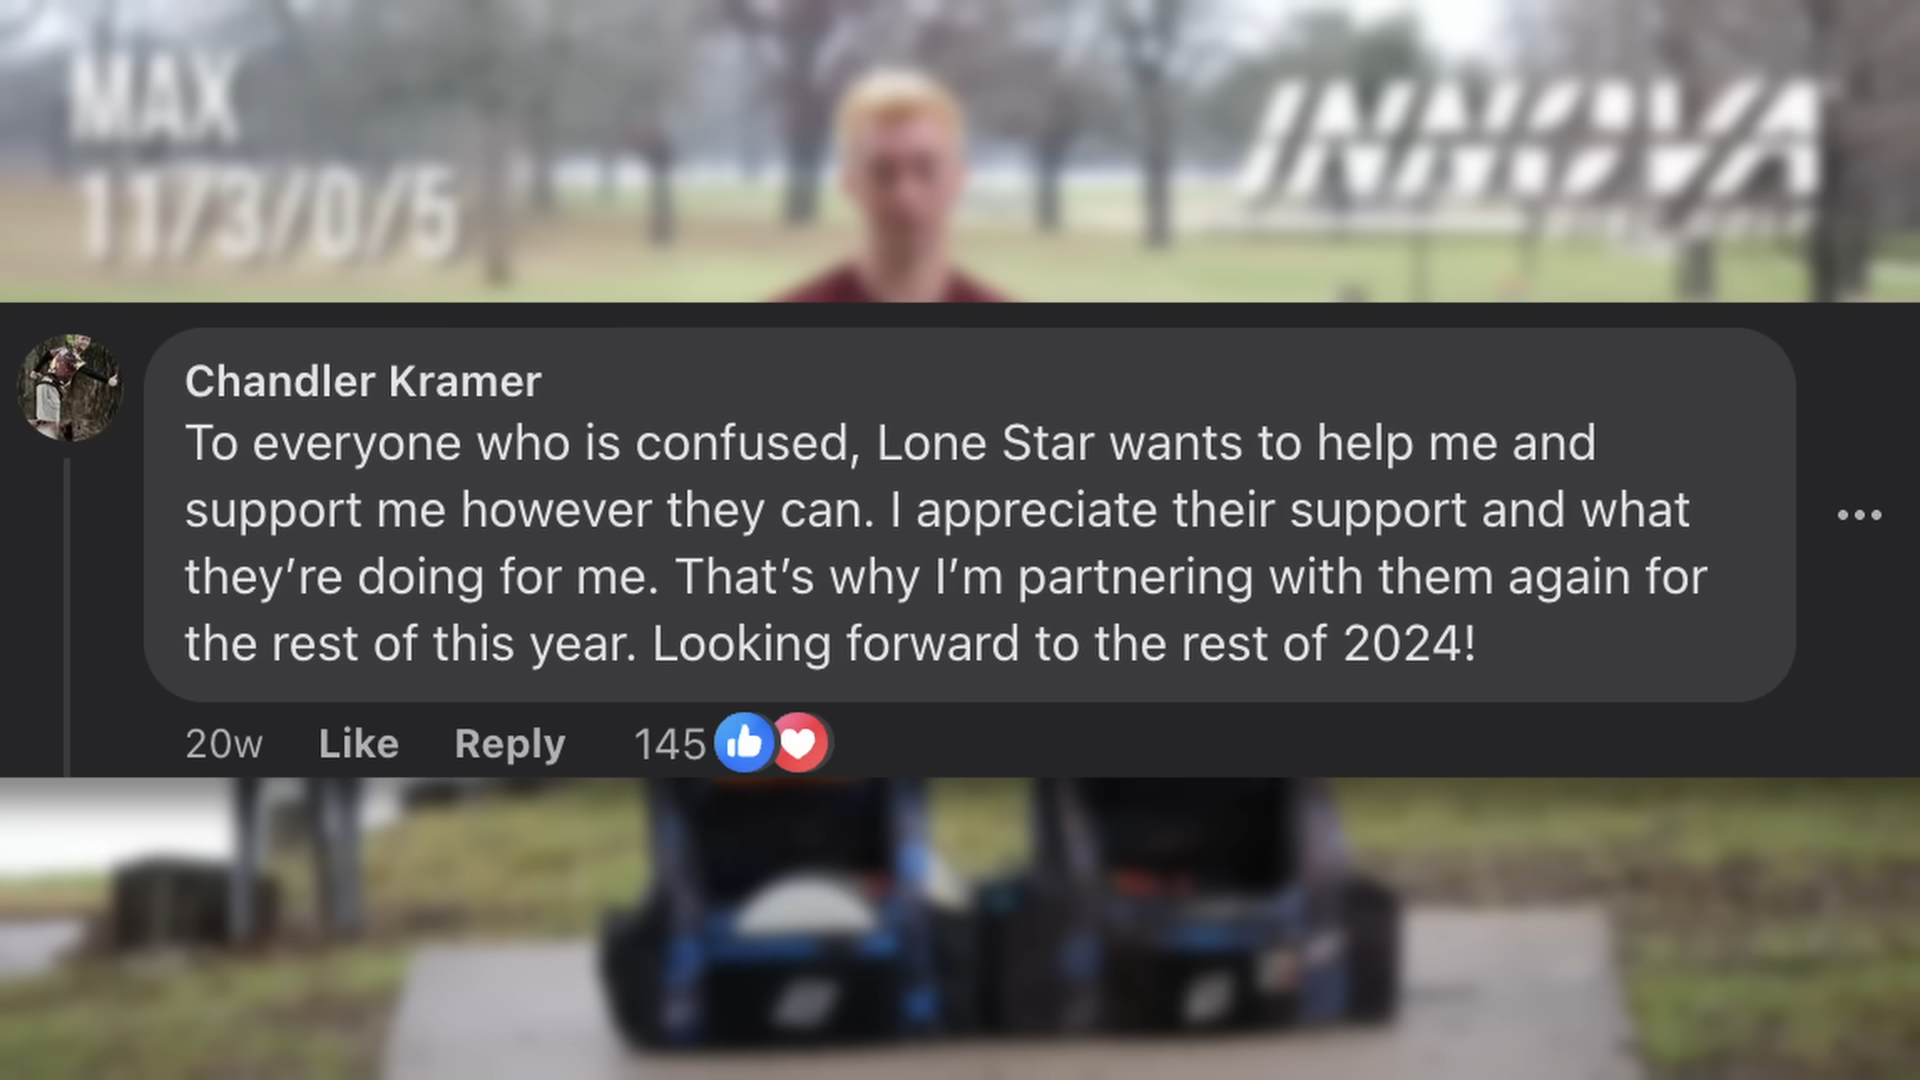 MAX
11/3/0/5
INNOVA
Chandler Kramer
To everyone who is confused, Lone Star wants to help me and
support me however they can. I appreciate their support and what
they’re doing for me. That’s why I’m partnering with them again for
the rest of this year. Looking forward to the rest of 2024!
20w Like Reply 145